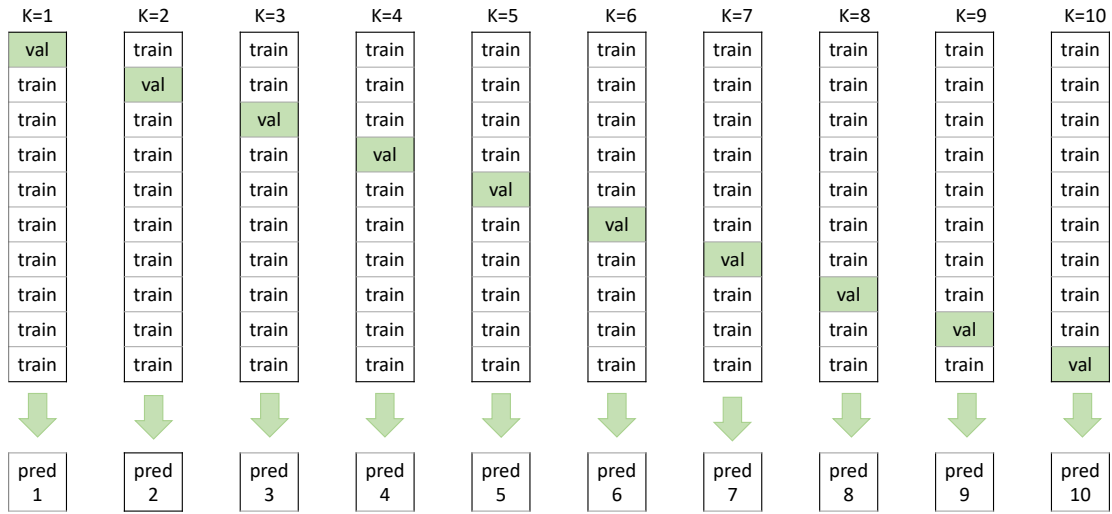 K=1 K=2 K=3 K=4 K=5 K=6 K=7 K=8 K=9 K=10
val train train train train train train train train train
train val train train train train train train train train
train train val train train train train train train train
train train train val train train train train train train
train train train train val train train train train train
train train train train train val train train train train
train train train train train train val train train train
train train train train train train train val train train
train train train train train train train train val train
train train train train train train train train train val
pred pred pred pred pred pred pred pred pred pred
1 2 3 4 5 6 7 8 9 10